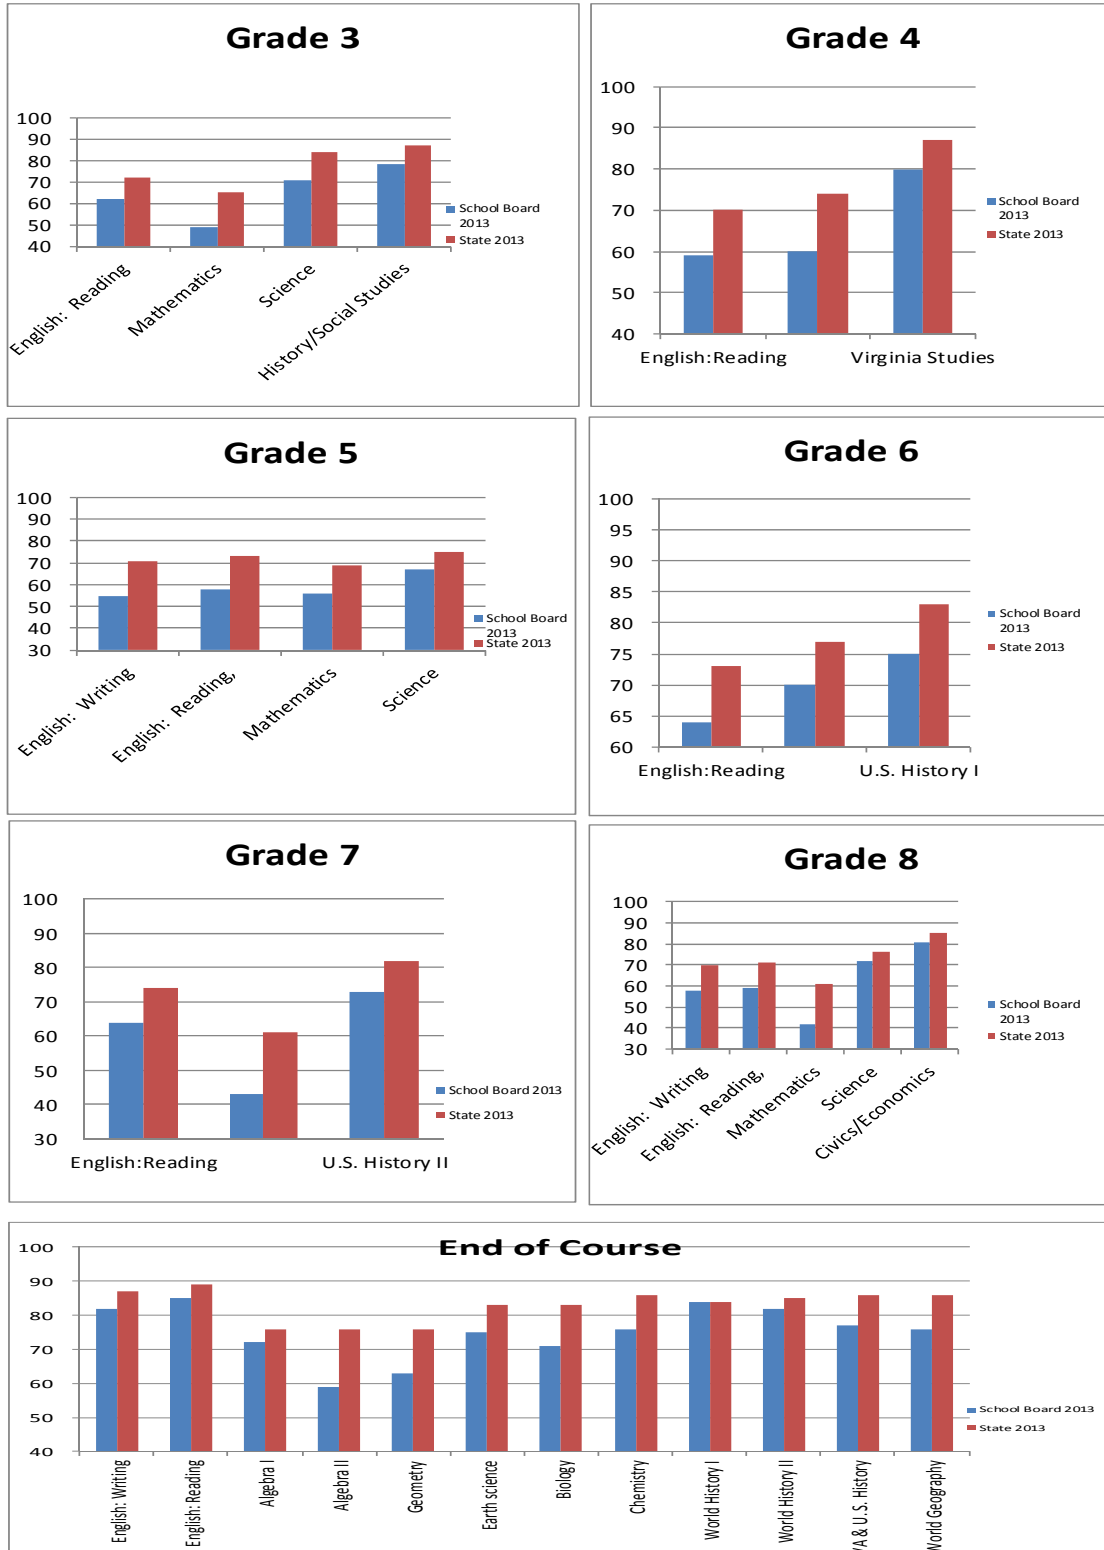 Grade 3
100
90
80
70
60
50
40
School Board
2013
State 2013
English:  Reading
Mathematics
Science
History/Social Studies
Grade 4
100
90
80
70
60
50
40
School Board
2013
State 2013
English:Reading
Virginia Studies
Grade 5
100
90
80
70
60
50
40
30
School Board
2013
State 2013
English:  Writing
English:  Reading,
Mathematics
Science
Grade 6
100
95
90
85
80
75
70
65
60
School Board
2013
State 2013
English:Reading
U.S. History I
Grade 7
100
90
80
70
60
50
40
30
School Board 2013
State 2013
English:Reading
U.S. History II
Grade 8
100
90
80
70
60
50
40
30
School Board
2013
State 2013
English:  Writing
English:  Reading,
Mathematics
Science
Civics/Economics
End of Course
100
90
80
70
60
50
40
School Board 2013
State 2013
English: Writing
English: Reading
Algebra I
Algebra II
Geometry
Earth science
Biology
Chemistry
World History I
World History II
VA & U.S. History
World Geography